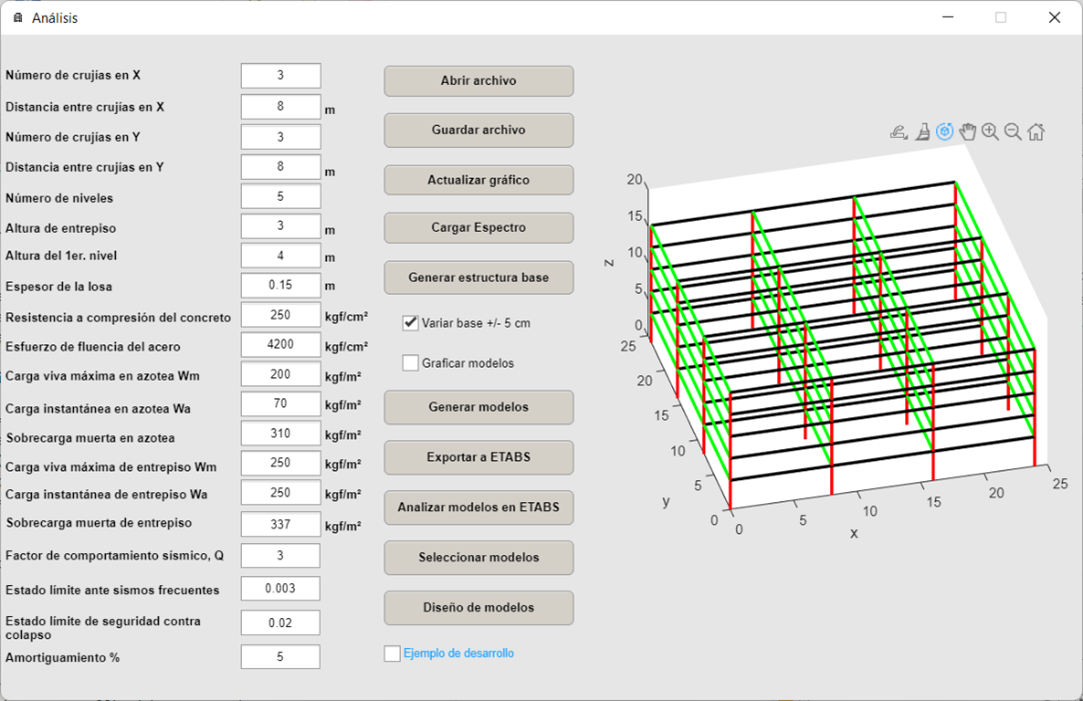 Análisis
Número de crujías en X 3
Distancia entre crujías en X 8 m
Número de crujías en Y 3
Distancia entre crujías en Y 8 m
Número de niveles 5
Altura de entrepiso 3 m
Altura del 1er. nivel 4 m
Espesor de la losa 0.15 m
Resistencia a compresión del concreto 250 kgf/cm²
Esfuerzo de fluencia del acero 4200 kgf/cm²
Carga viva máxima en azotea Wm 200 kgf/m²
Carga instantánea en azotea Wa 70 kgf/m²
Sobrecarga muerta en azotea 310 kgf/m²
Carga viva máxima de entrepiso Wm 250 kgf/m²
Carga instantánea de entrepiso Wa 250 kgf/m²
Sobrecarga muerta de entrepiso 337 kgf/m²
Factor de comportamiento sísmico, Q 3
Estado límite ante sismos frecuentes 0.003
Estado límite de seguridad contra
colapso 0.02
Amortiguamiento % 5
Abrir archivo
Guardar archivo
Actualizar gráfico
Cargar Espectro
Generar estructura base
Variar base +/- 5 cm
Graficar modelos
Generar modelos
Exportar a ETABS
Analizar modelos en ETABS
Seleccionar modelos
Diseño de modelos
Ejemplo de desarrollo
20
15
10
5
0
z
25
20
15
10
5
0
y
0
5
10
15
20
25
x